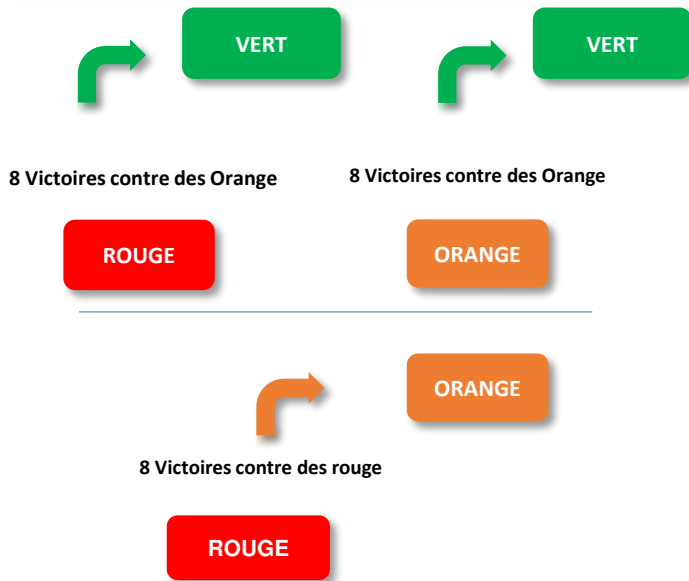 VERT
VERT
8 Victoires contre des Orange
8 Victoires contre des Orange
ROUGE
ORANGE
ORANGE
8 Victoires contre des rouge
ROUGE